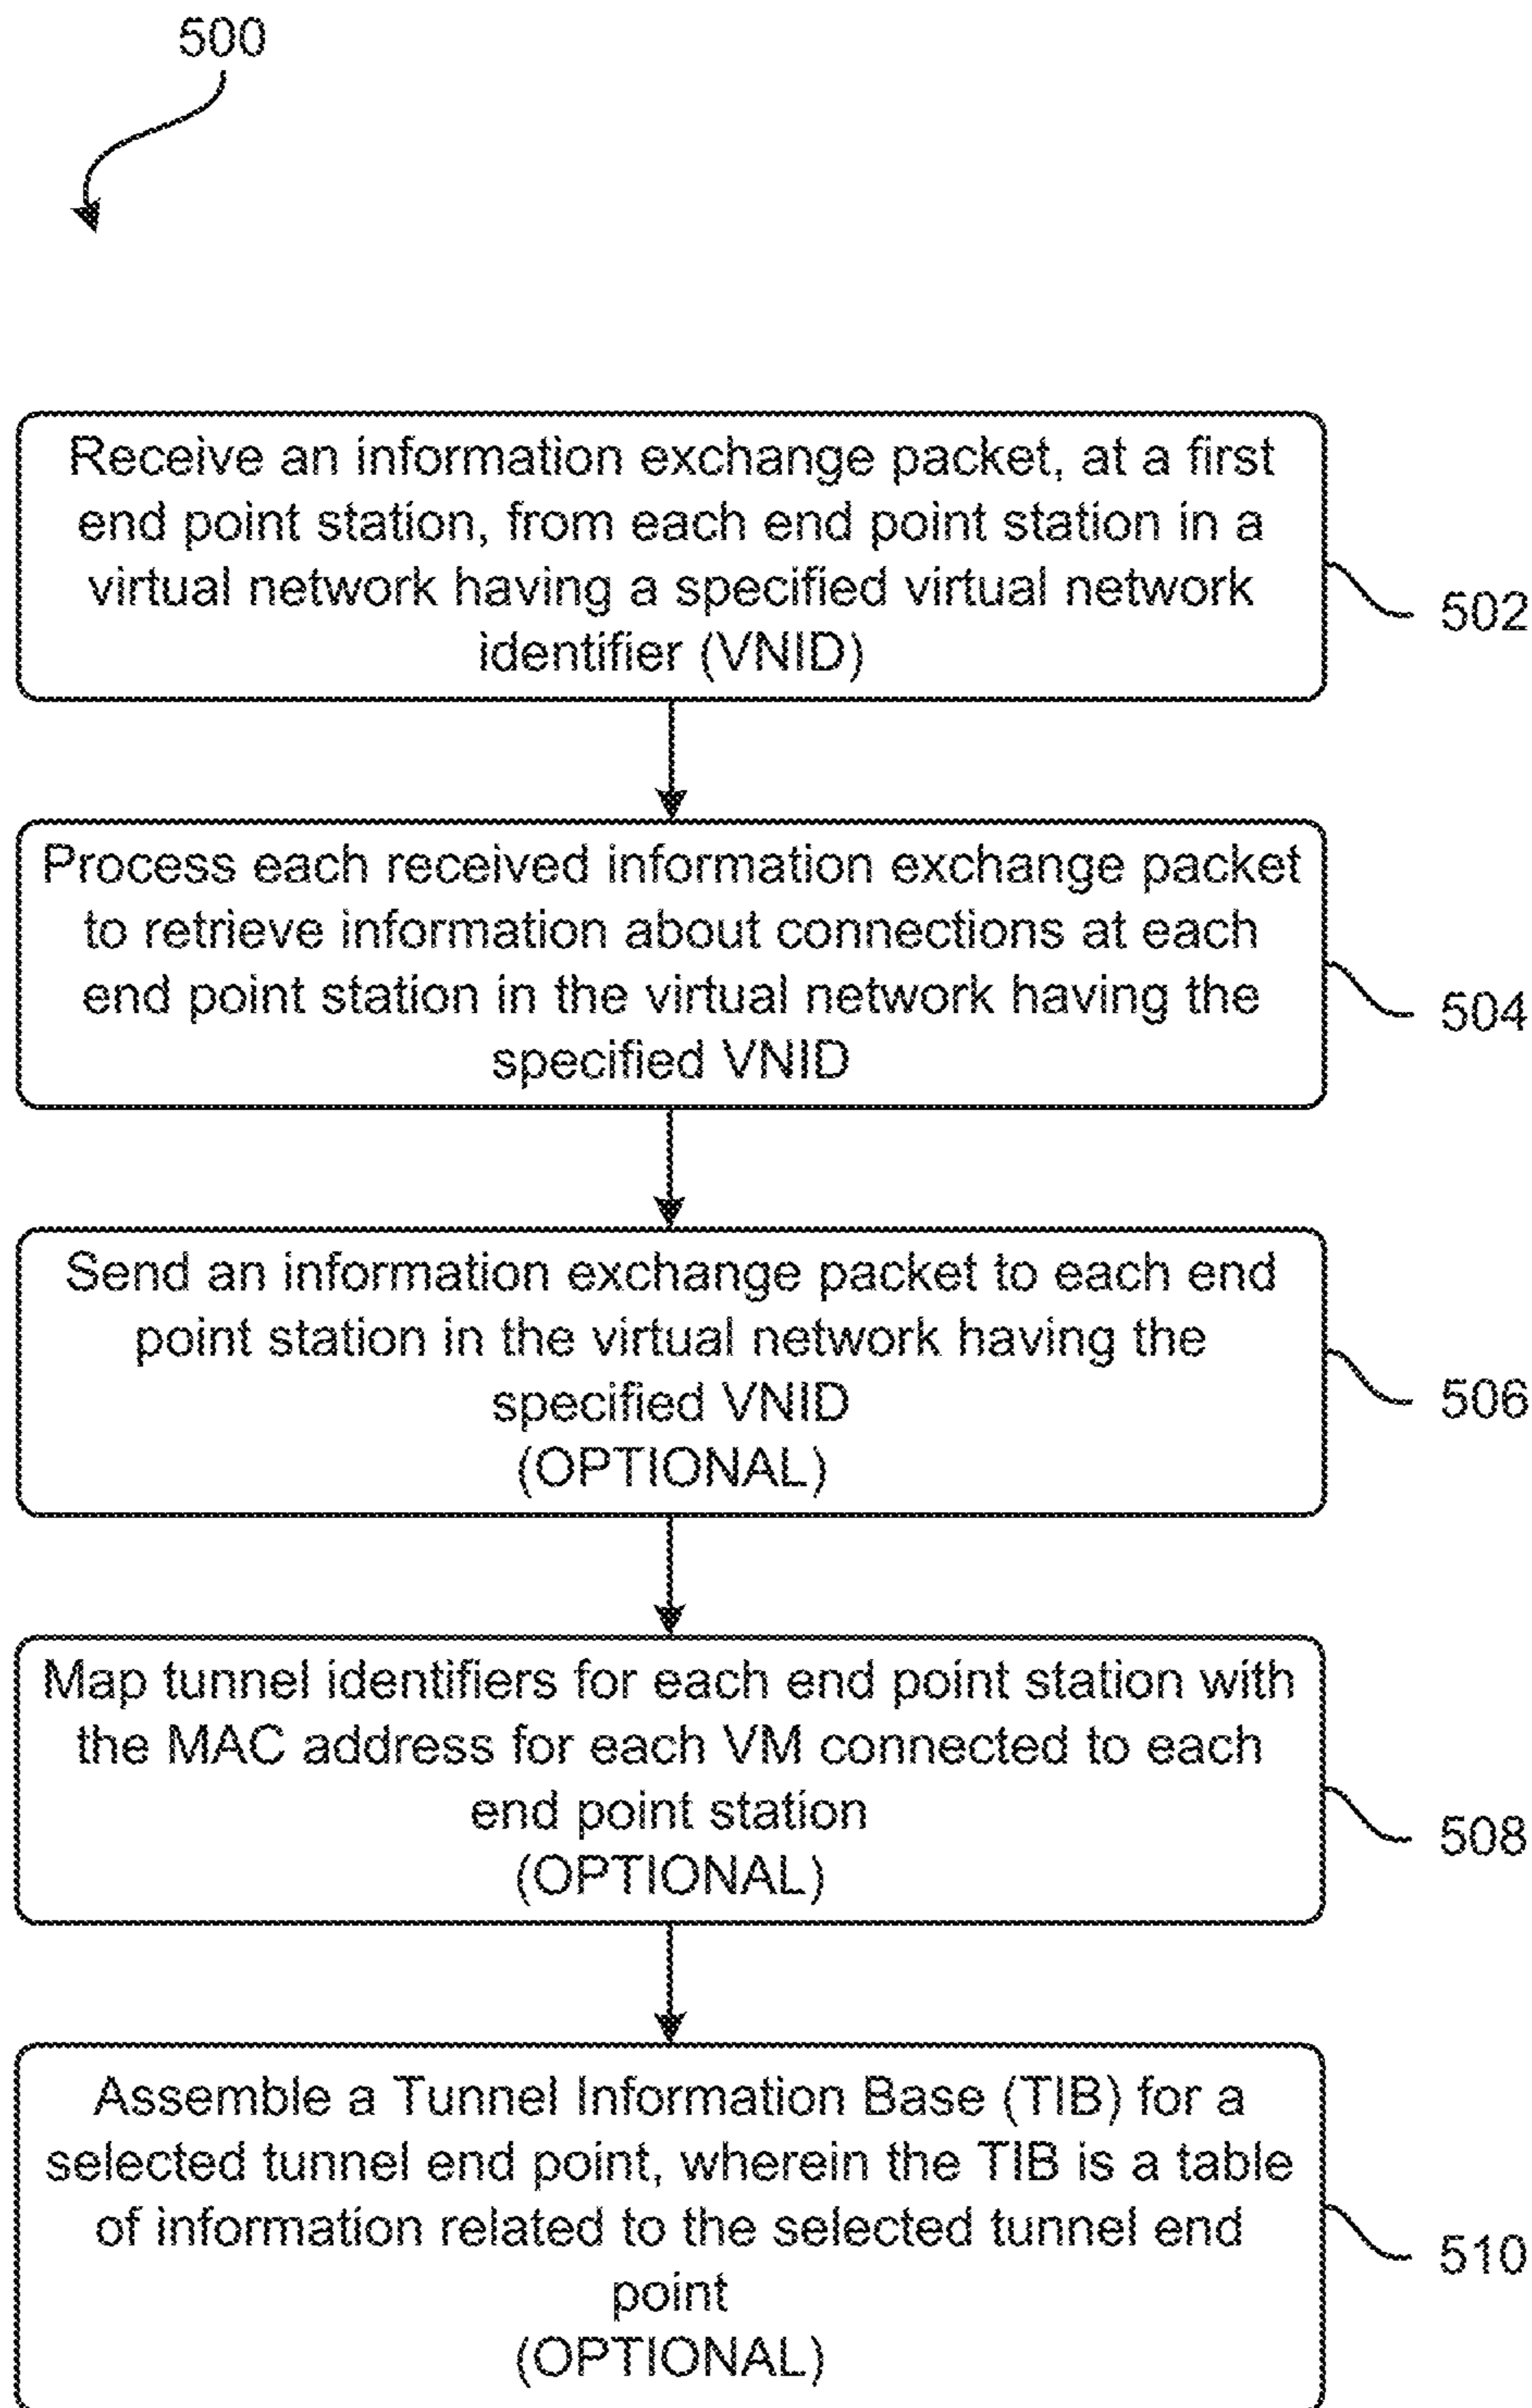 500
Receive an information exchange packet, at a first
end point station, from each end point station in a
virtual network having a specified virtual network
identifier (VNID)
502
Process each received information exchange packet
to retrieve information about connections at each
end point station in the virtual network having the
specified VNID
504
Send an information exchange packet to each end
point station in the virtual network having the
specified VNID
(OPTIONAL)
506
Map tunnel identifiers for each end point station with
the MAC address for each VM connected to each
end point station
(OPTIONAL)
508
Assemble a Tunnel Information Base (TIB) for a
selected tunnel end point, wherein the TIB is a table
of information related to the selected tunnel end
point
(OPTIONAL)
510